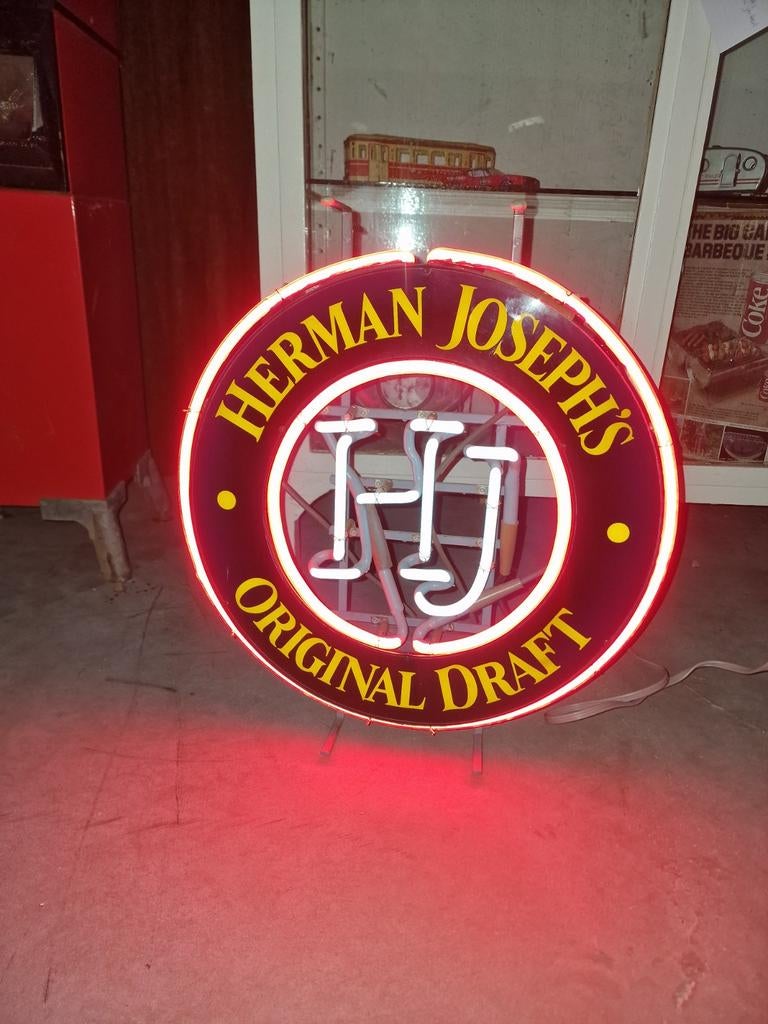 HERMAN JOSEPH'S
HJ
ORIGINAL DRAFT
THE BIG
BARBEQUE
Coke